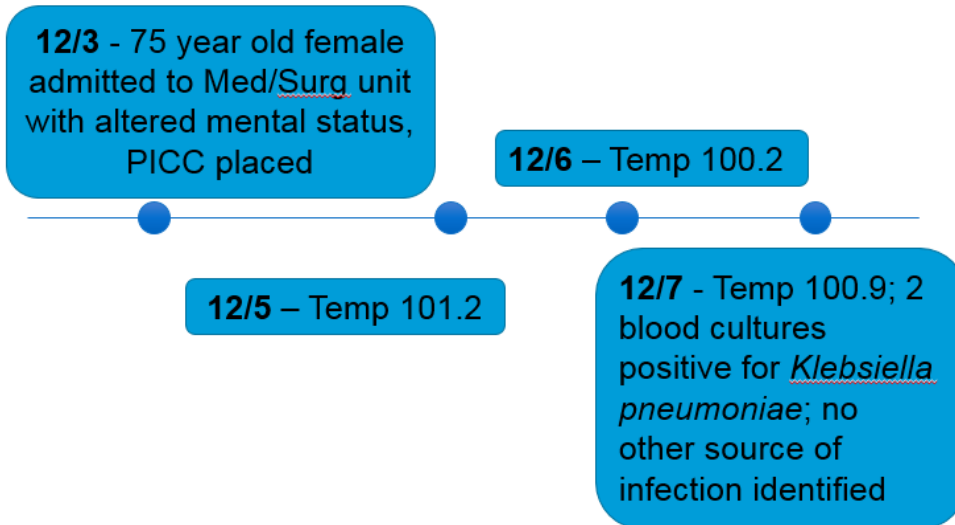 12/3 - 75 year old female
admitted to Med/Surg unit
with altered mental status,
PICC placed
12/5 – Temp 101.2
12/6 – Temp 100.2
12/7 - Temp 100.9; 2
blood cultures
positive for Klebsiella
pneumoniae; no
other source of
infection identified